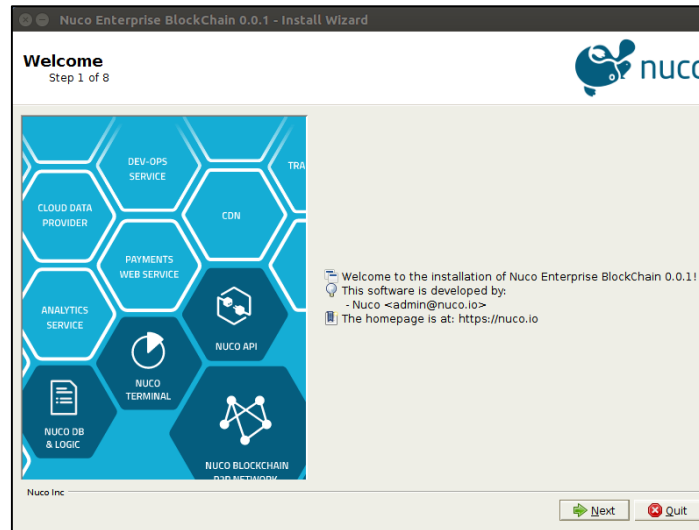 Nuco Enterprise BlockChain 0.0.1 - Install Wizard
Welcome
Step 1 of 8
nuco
DEV-OPS
SERVICE
TRA
CLOUD DATA
PROVIDER
CDN
PAYMENTS
WEB SERVICE
ANALYTICS
SERVICE
NUCO API
NUCO
TERMINAL
NUCO DB
& LOGIC
NUCO BLOCKCHAIN
P2P NETWORK
Welcome to the installation of Nuco Enterprise BlockChain 0.0.1!
This software is developed by:
- Nuco <admin@nuco.io>
The homepage is at: https://nuco.io
Nuco Inc
Next
Quit